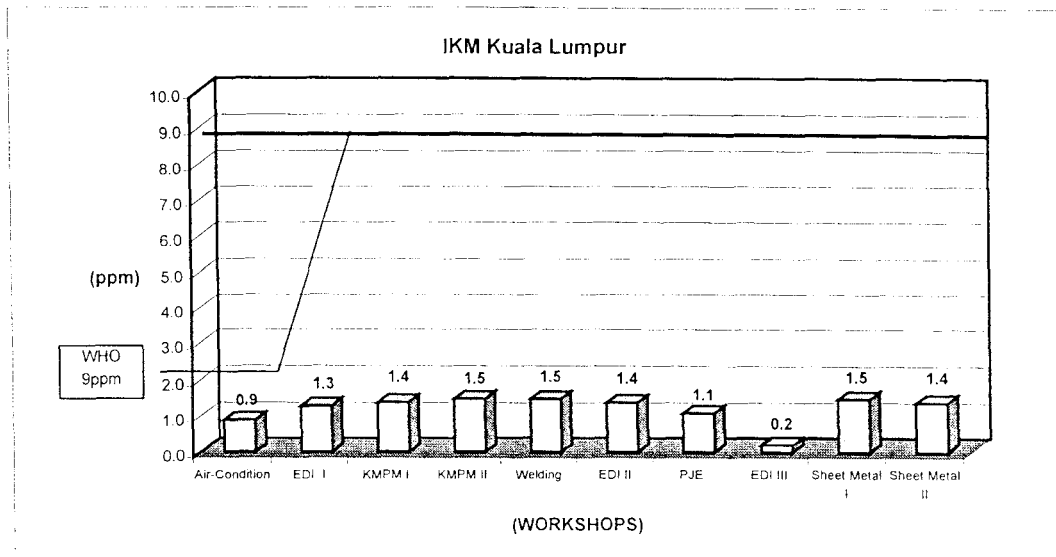 IKM Kuala Lumpur
10.0
9.0
8.0
7.0
6.0
5.0
4.0
3.0
2.0
1.0
0.0
(ppm)
WHO
9ppm
0.9
1.3
1.4
1.5
1.5
1.4
1.1
0.2
1.5
1.4
Air-Condition
EDI I
KMPM I
KMPM II
Welding
EDI II
PJE
EDI III
Sheet Metal
I
Sheet Metal
II
(WORKSHOPS)